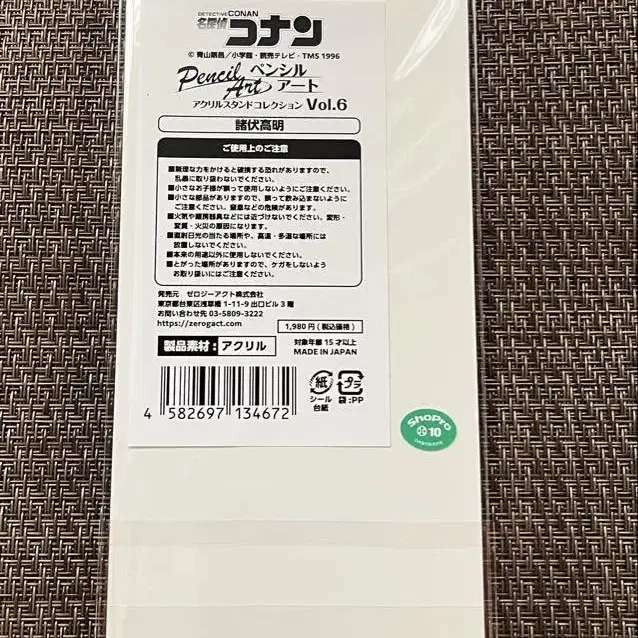 DETECTIVE CONAN
名探偵コナン
© 青山剛昌／小学館・読売テレビ・TMS 1996
Pencil Art ペンシルアート
アクリルスタンドコレクション Vol.6
諸伏高明
ご使用上のご注意
■無理な力をかけると破損する恐れがありますので、
乱暴に取り扱わないでください。
■小さなお子様が誤って使用しないようにご注意ください。
■小さな部品がありますので、誤って飲み込まないように
ご注意ください。窒息などの危険があります。
■火気や暖房器具などには近づけないでください。変形・
変質・火災の原因になります。
■直射日光の当たる場所や、高温・多湿な場所には
放置しないでください。
■本来の用途以外に使用しないでください。
■とがった場所がありますので、ケガをしないよう
お取り扱いにはご注意ください。
発売元 ゼロジーアクト株式会社
東京都台東区浅草橋 1-11-9 出口ビル 3 階
お問い合わせ先 03-5809-3222
https://zerogact.com
1,980 円 ( 税込価格 )
製品素材：アクリル
対象年齢 15 才以上
MADE IN JAPAN
4 582697 134672
紙
シール
台紙
プラ
袋 :PP
ShoPro
10